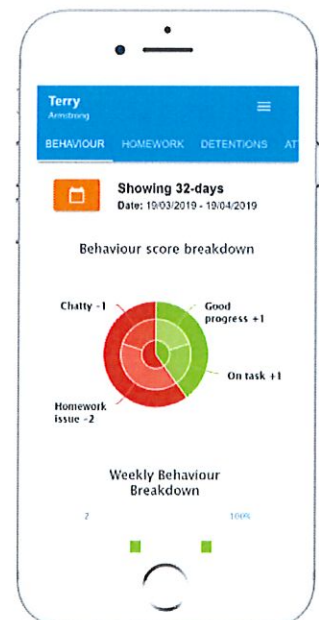 Terry
Armstrong
BEHAVIOUR HOMEWORK DETENTIONS AT
Showing 32-days
Date: 19/03/2019 - 19/04/2019
Behaviour score breakdown
Chatty -1
Good
progress +1
On task +1
Homework
issue -2
Weekly Behaviour
Breakdown
2 100%